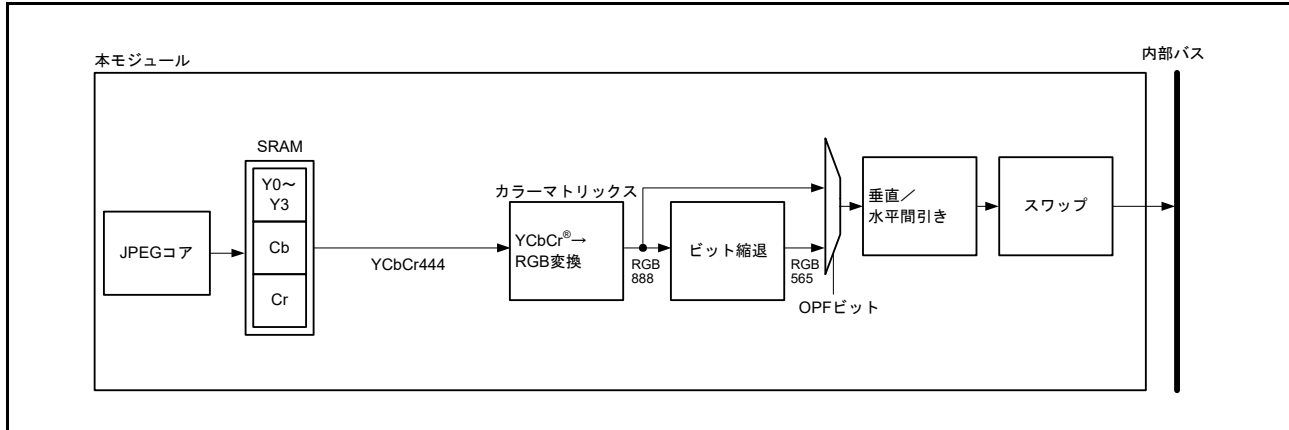 本モジュール
内部バス
SRAM
Y0～
Y3
Cb
Cr
JPEGコア
YCbCr444
カラーマトリックス
YCbCr®→
RGB変換
RGB
888
ビット縮退
RGB
565
OPFビット
垂直／
水平間引き
スワップ